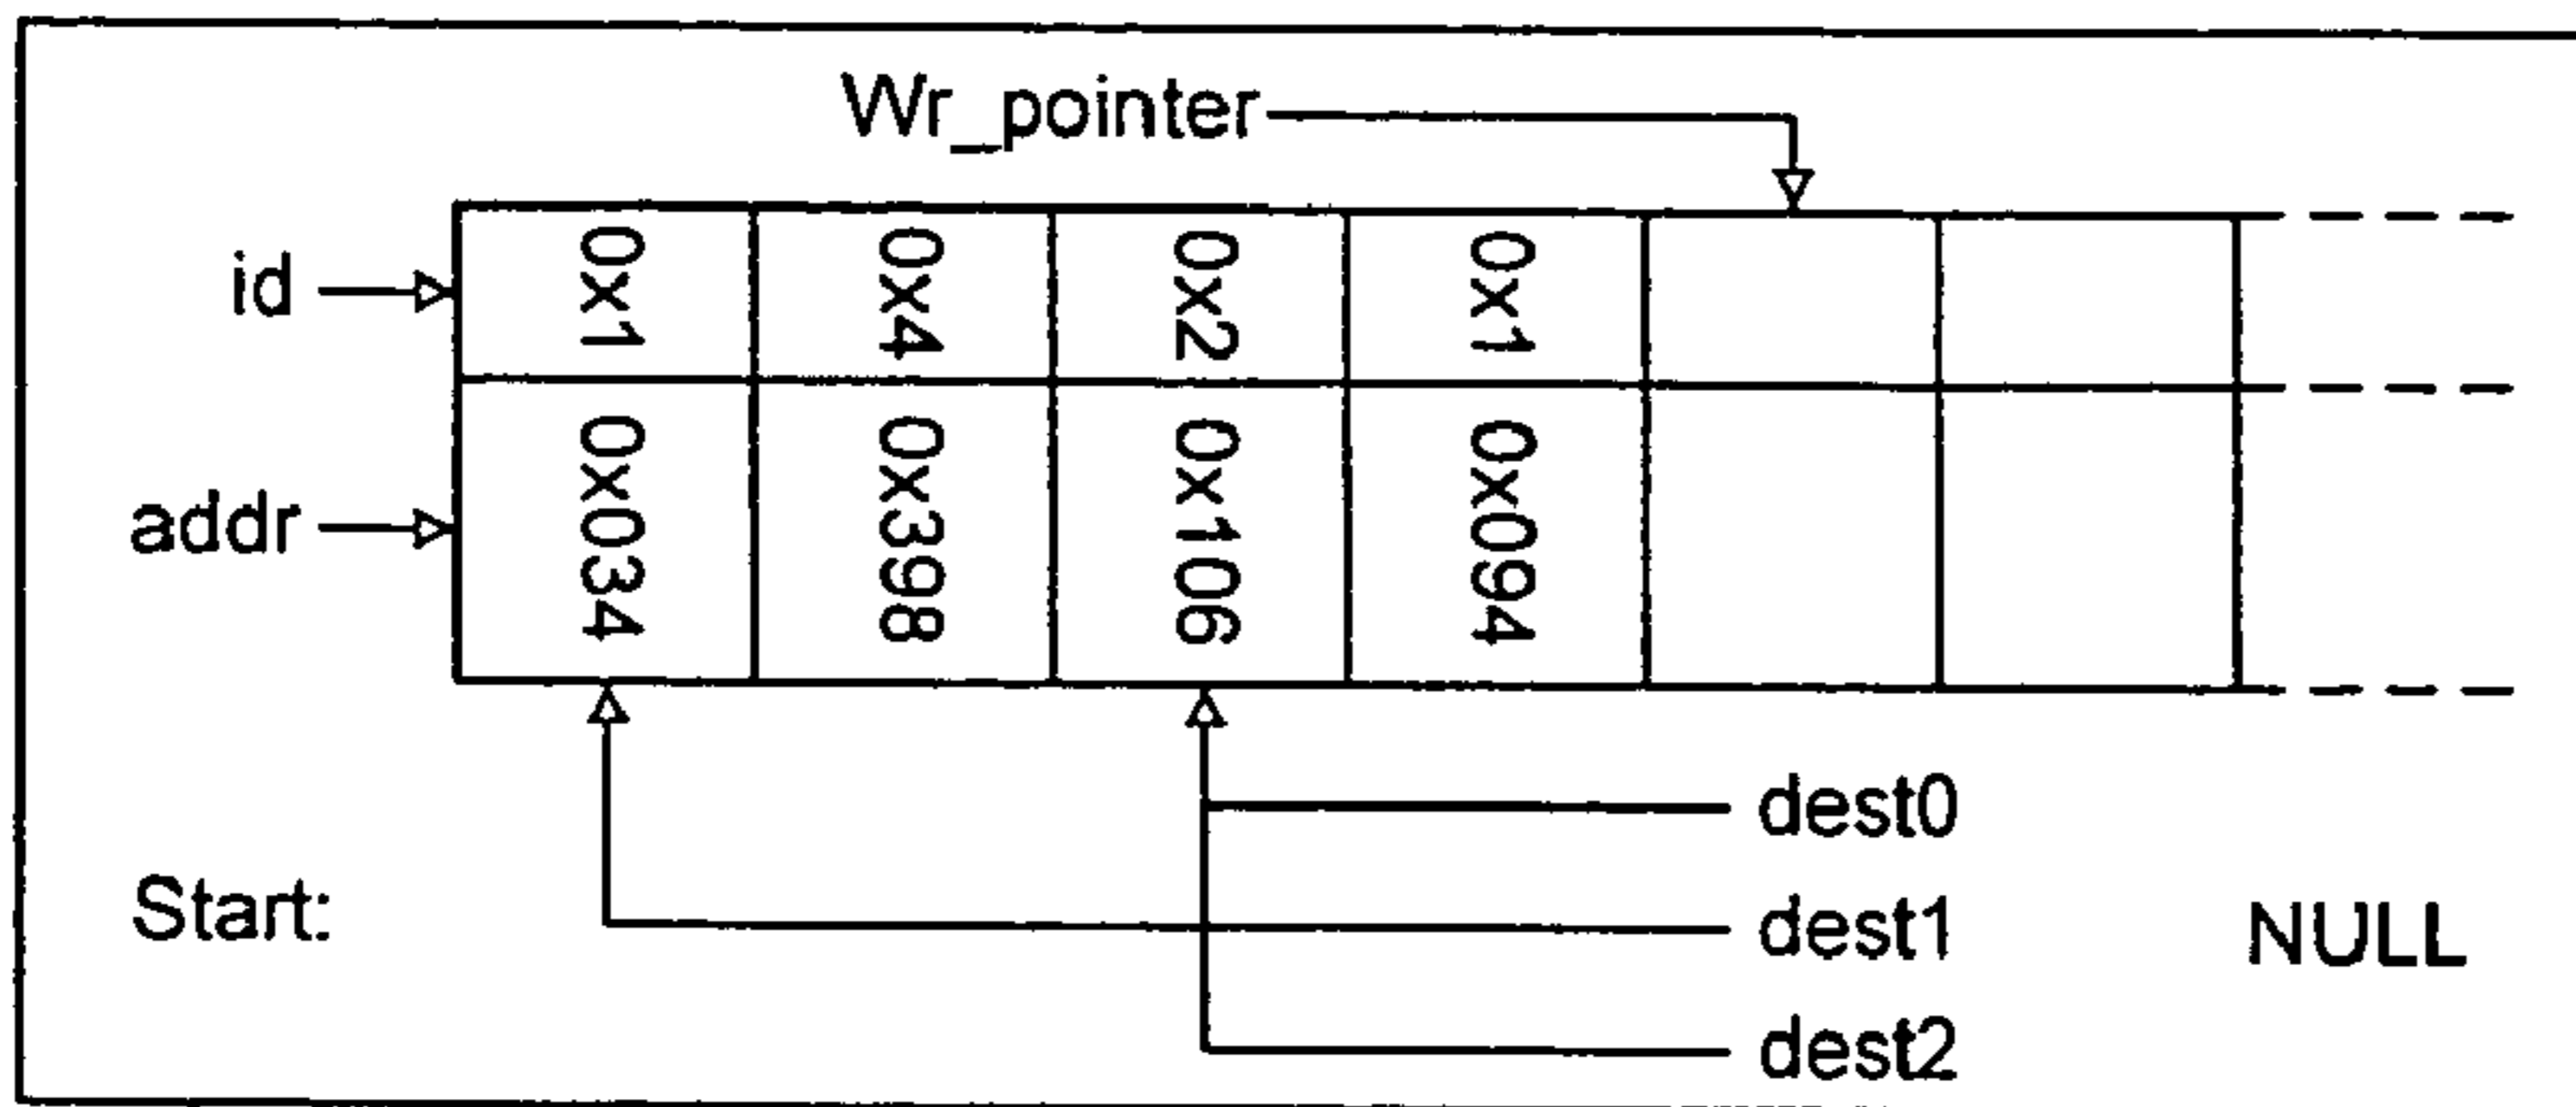 Wr_pointer
id 0x1 0x4 0x2 0x1
addr 0x034 0x398 0x106 0x094
dest0
Start: dest1 NULL
dest2